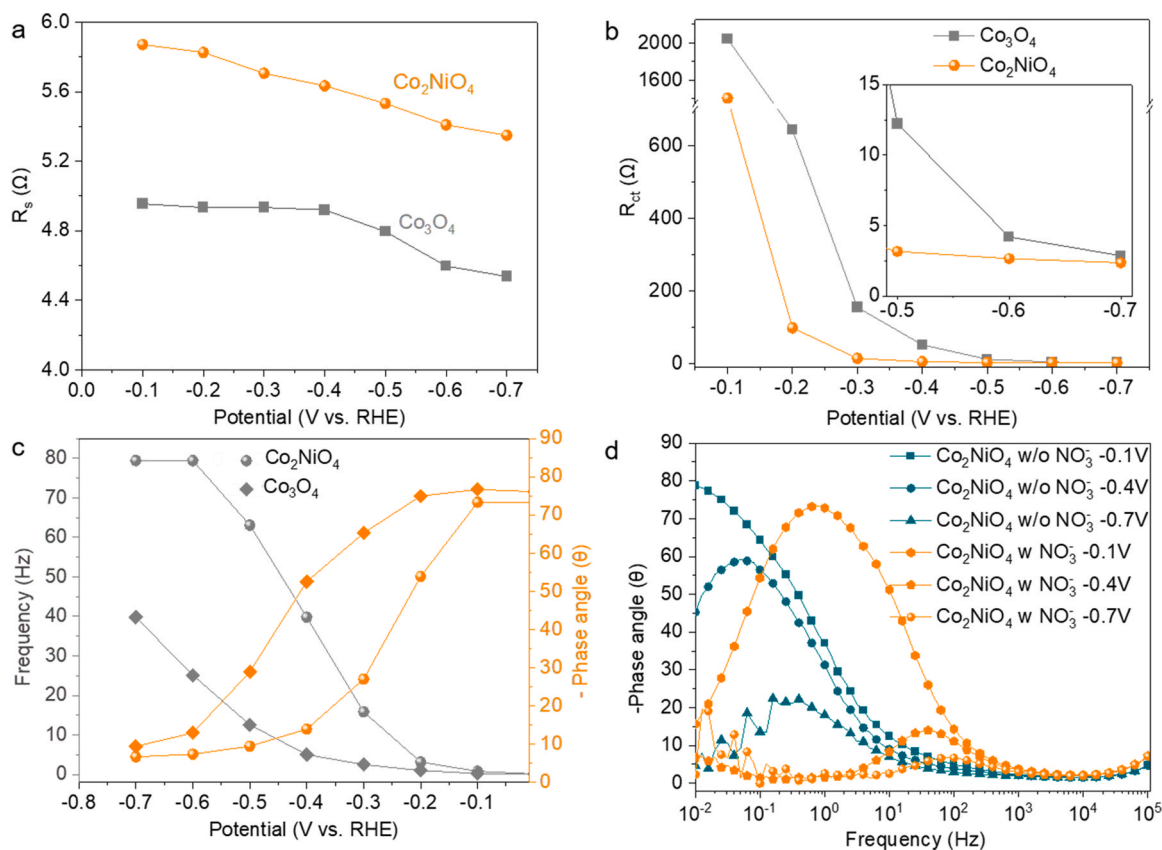 a
6.0
5.6
5.2
4.8
4.4
4.0
Rs (Ω)
Co2NiO4
Co3O4
0.0 -0.1 -0.2 -0.3 -0.4 -0.5 -0.6 -0.7
Potential (V vs. RHE)
b
2000
1600
600
400
200
0
Rct (Ω)
Co3O4
Co2NiO4
15
10
5
0
-0.5 -0.6 -0.7
-0.1 -0.2 -0.3 -0.4 -0.5 -0.6 -0.7
Potential (V vs. RHE)
c
80
70
60
50
40
30
20
10
0
Frequency (Hz)
Co2NiO4
Co3O4
90
80
70
60
50
40
30
20
10
0
- Phase angle (θ)
-0.8 -0.7 -0.6 -0.5 -0.4 -0.3 -0.2 -0.1
Potential (V vs. RHE)
d
90
80
70
60
50
40
30
20
10
0
-Phase angle (θ)
Co2NiO4 w/o NO3- -0.1V
Co2NiO4 w/o NO3- -0.4V
Co2NiO4 w/o NO3- -0.7V
Co2NiO4 w NO3- -0.1V
Co2NiO4 w NO3- -0.4V
Co2NiO4 w NO3- -0.7V
10-2 10-1 100 101 102 103 104 105
Frequency (Hz)